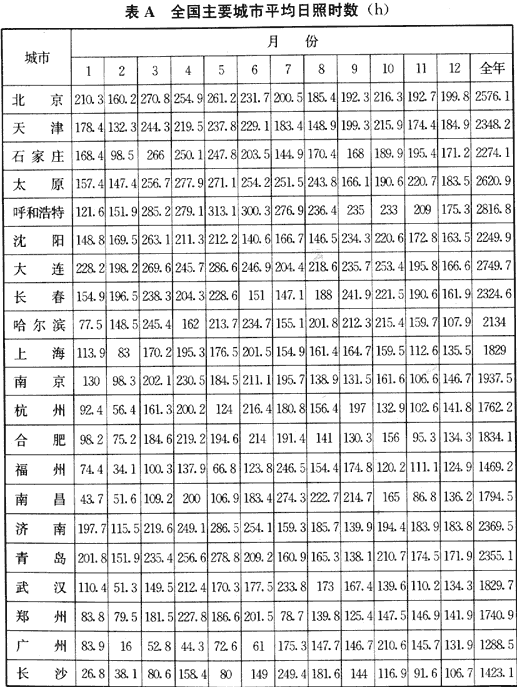 表 A 全国主要城市平均日照时数 (h)
城市 月 份
1 2 3 4 5 6 7 8 9 10 11 12 全年
北 京 210.3 160.2 270.8 254.9 261.2 231.7 200.5 185.4 192.3 216.3 192.7 199.8 2576.1
天 津 178.4 132.3 244.3 219.5 237.8 229.1 183.4 148.9 199.3 215.9 174.4 184.9 2348.2
石家庄 168.4 98.5 266 250.1 247.8 203.5 144.9 170.4 168 189.9 195.4 171.2 2274.1
太 原 157.4 147.4 256.7 277.9 271.1 254.2 251.5 243.8 166.1 190.6 220.7 183.5 2620.9
呼和浩特 121.6 151.9 285.2 279.1 313.1 300.3 276.9 236.4 235 233 209 175.3 2816.8
沈 阳 148.8 169.5 263.1 211.3 212.2 140.6 166.7 146.5 234.3 220.6 172.8 163.5 2249.9
大 连 228.2 198.2 269.6 245.7 286.6 246.9 204.4 218.6 235.7 253.4 195.8 166.6 2749.7
长 春 154.9 196.5 238.3 204.3 228.6 151 147.1 188 241.9 221.5 190.6 161.9 2324.6
哈尔滨 77.5 148.5 245.4 162 213.7 234.7 155.1 201.8 212.3 215.4 159.7 107.9 2134
上 海 113.9 83 170.2 195.3 176.5 201.5 154.9 161.4 164.7 159.5 112.6 135.5 1829
南 京 130 98.3 202.1 230.5 184.5 211.1 195.7 138.9 131.5 161.6 106.6 146.7 1937.5
杭 州 92.4 56.4 161.3 200.2 124 216.4 180.8 156.4 197 132.9 102.6 141.8 1762.2
合 肥 98.2 75.2 184.6 219.2 194.6 214 191.4 141 130.3 156 95.3 134.3 1834.1
福 州 74.4 34.1 100.3 137.9 66.8 123.8 246.5 154.4 174.8 120.2 111.1 124.9 1469.2
南 昌 43.7 51.6 109.2 200 106.9 183.4 274.3 222.7 214.7 165 86.8 136.2 1794.5
济 南 197.7 115.5 219.6 249.1 286.5 254.1 159.3 185.7 139.9 194.4 183.9 183.8 2369.5
青 岛 201.8 151.9 235.4 256.6 278.8 209.2 160.9 165.3 138.1 210.7 174.5 171.9 2355.1
武 汉 110.4 51.3 149.5 212.4 170.3 177.5 233.8 173 167.4 139.6 110.2 134.3 1829.7
郑 州 83.8 79.5 181.5 227.8 186.6 201.5 78.7 139.8 125.4 147.5 146.9 141.9 1740.9
广 州 83.9 16 52.8 44.3 72.6 61 175.3 147.7 146.7 210.6 145.7 131.9 1288.5
长 沙 26.8 38.1 80.6 158.4 80 149 249.4 181.6 144 116.9 91.6 106.7 1423.1